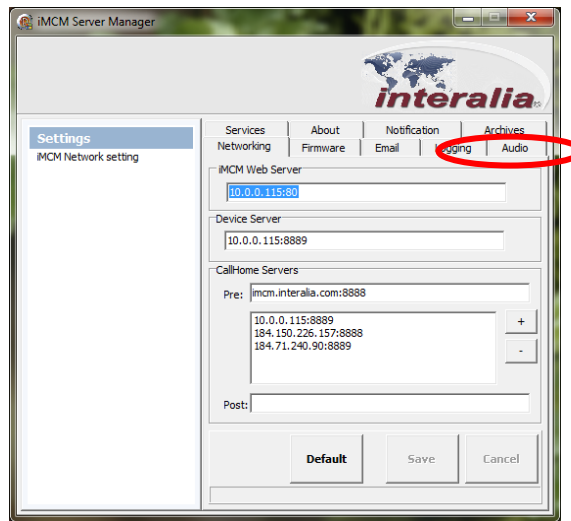 iMCM Server Manager
interalia®
Settings
iMCM Network setting
Services About Notification Archives
Networking Firmware Email Logging Audio
iMCM Web Server
10.0.0.115:80
Device Server
10.0.0.115:8889
CallHome Servers
Pre: imcm.interalia.com:8888
10.0.0.115:8889
184.150.226.157:8888
184.71.240.90:8889
+
-
Post:
Default Save Cancel